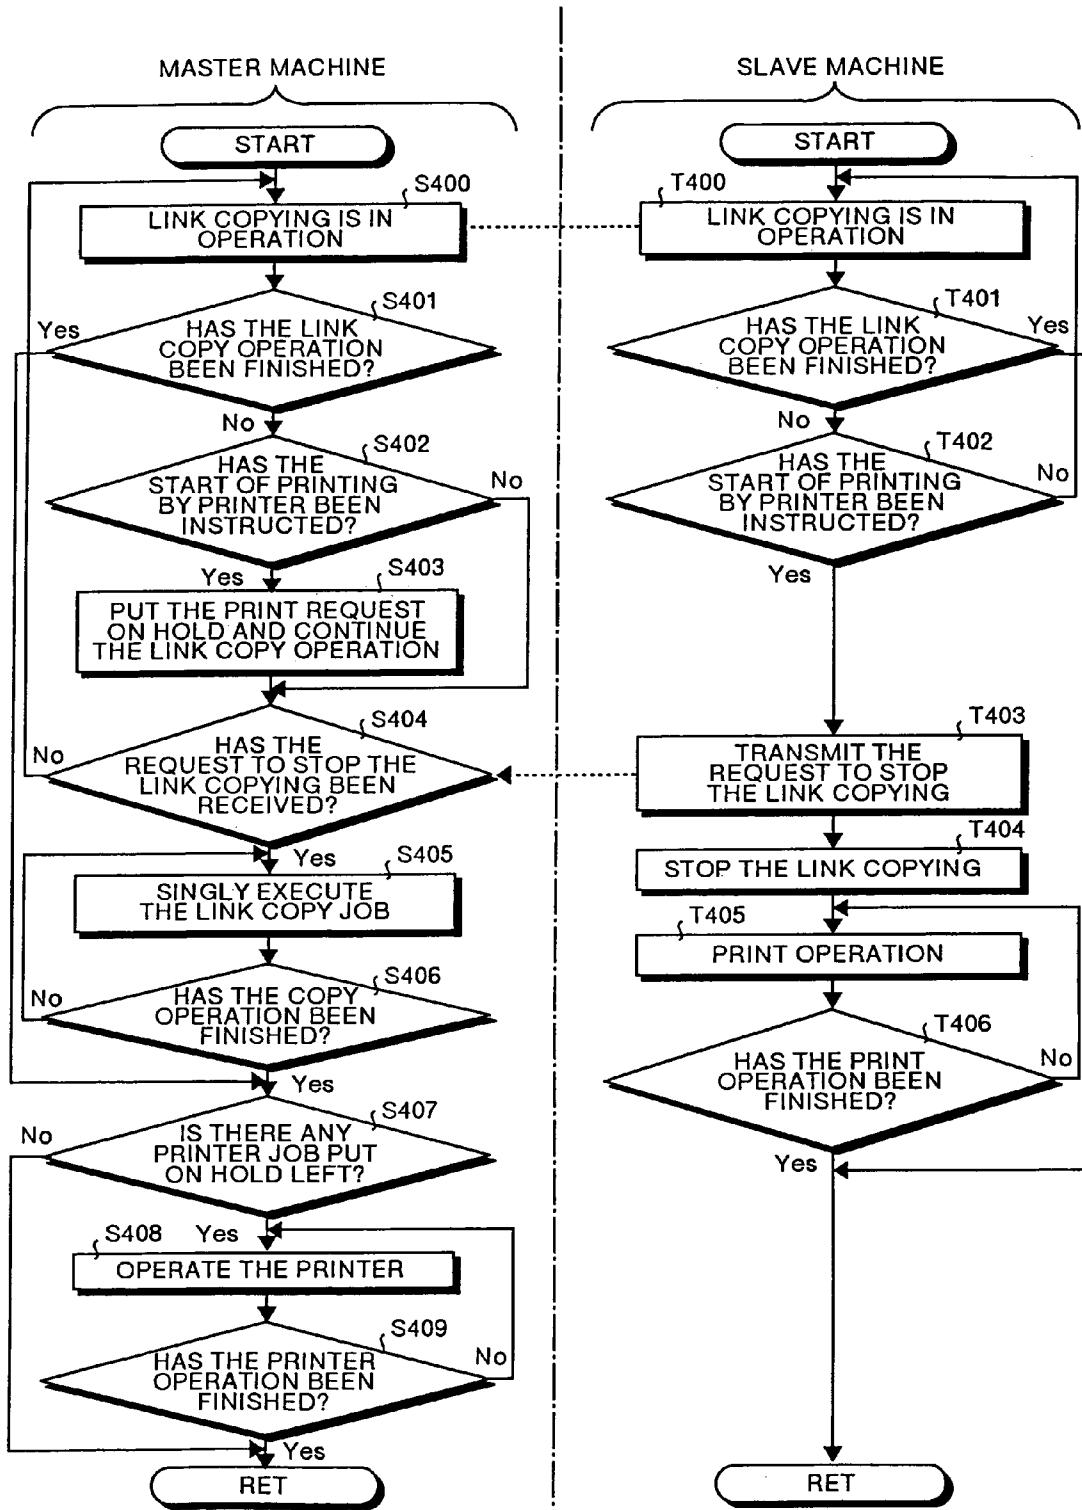 MASTER MACHINE
START
S400
LINK COPYING IS IN
OPERATION
S401
Yes
HAS THE LINK
COPY OPERATION
BEEN FINISHED?
No
S402
HAS THE
START OF PRINTING
BY PRINTER BEEN
INSTRUCTED?
No
Yes
S403
PUT THE PRINT REQUEST
ON HOLD AND CONTINUE
THE LINK COPY OPERATION
S404
No
HAS THE
REQUEST TO STOP THE
LINK COPYING BEEN
RECEIVED?
Yes
S405
SINGLY EXECUTE
THE LINK COPY JOB
S406
No
HAS THE COPY
OPERATION BEEN
FINISHED?
Yes
S407
No
IS THERE ANY
PRINTER JOB PUT
ON HOLD LEFT?
S408
Yes
OPERATE THE PRINTER
S409
HAS THE PRINTER
OPERATION BEEN
FINISHED?
No
Yes
RET
SLAVE MACHINE
START
T400
LINK COPYING IS IN
OPERATION
T401
HAS THE LINK
COPY OPERATION
BEEN FINISHED?
Yes
No
T402
HAS THE
START OF PRINTING
BY PRINTER BEEN
INSTRUCTED?
No
Yes
T403
TRANSMIT THE
REQUEST TO STOP
THE LINK COPYING
T404
STOP THE LINK COPYING
T405
PRINT OPERATION
T406
HAS THE PRINT
OPERATION BEEN
FINISHED?
No
Yes
RET